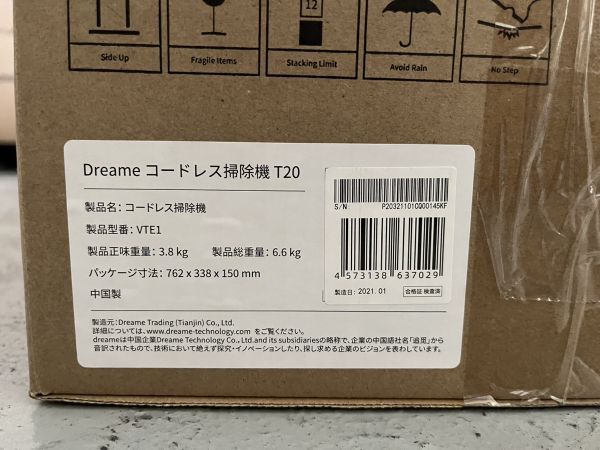 12
Side Up
Fragile Items
Stacking Limit
Avoid Rain
No Step
Dreame コードレス掃除機 T20
製品名: コードレス掃除機
製品型番: VTE1
製品正味重量: 3.8 kg 製品総重量: 6.6 kg
パッケージ寸法: 762 x 338 x 150 mm
中国製
S/N: P20321101CQ00145KF
4 573138 637029
製造日: 2021. 01 合格証 検査済
製造元: Dreame Trading (Tianjin) Co., Ltd.
詳細については、www.dreame-technology.com をご覧ください。
dreameは中国企業Dreame Technology Co., Ltd.and its subsidiariesの略称で、企業の中国語社名「追覓」から
音訳されたもので、技術において絶えず探究・イノベーションしたり、探し求める企業のビジョンを表わしています。